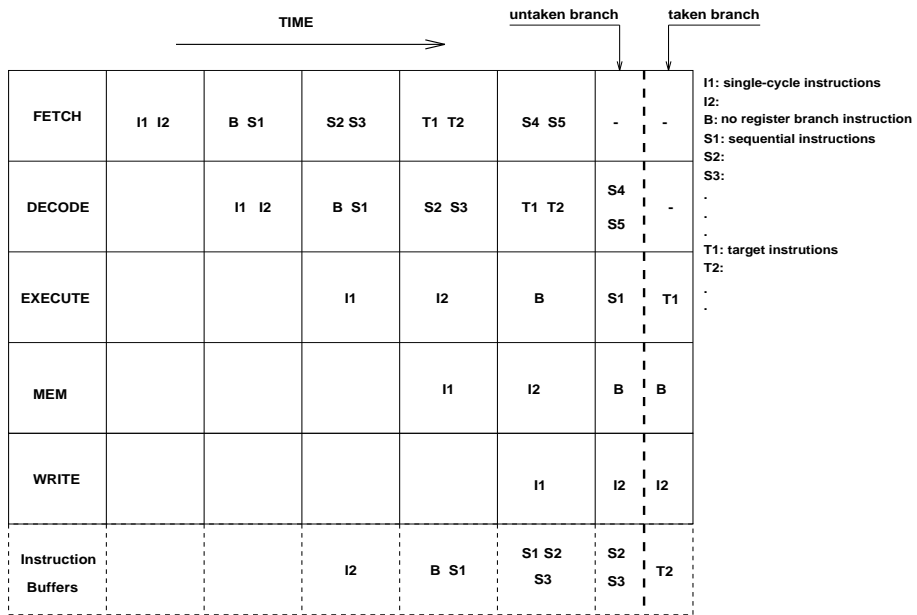 untaken branch taken branch
TIME
FETCH I1 I2 B S1 S2 S3 T1 T2 S4 S5 - -
DECODE I1 I2 B S1 S2 S3 T1 T2 S4 S5 -
EXECUTE I1 I2 B S1 T1
MEM I1 I2 B B
WRITE I1 I2 I2
Instruction Buffers I2 B S1 S1 S2 S3 S2 S3 T2
I1: single-cycle instructions
I2:
B: no register branch instruction
S1: sequential instructions
S2:
S3:
.
.
.
T1: target instrutions
T2:
.
.